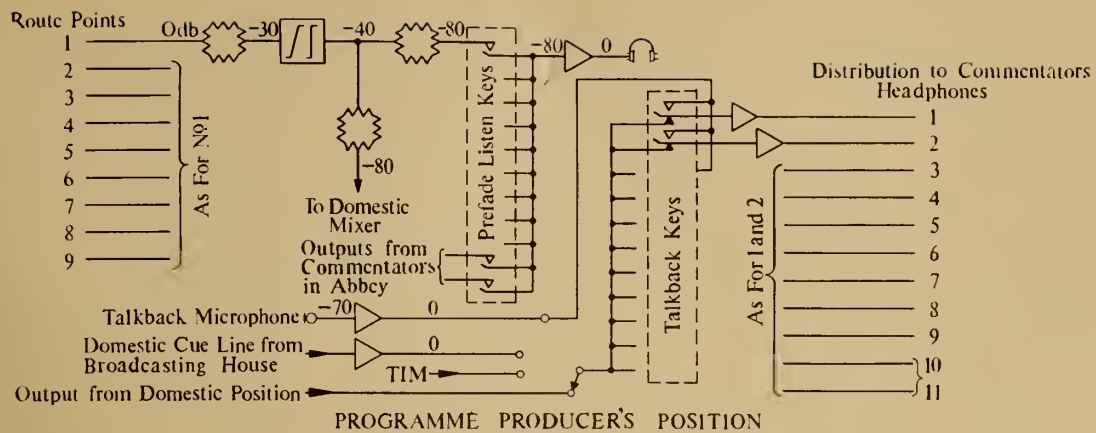 Route Points
1
2
3
4
5
6
7
8
9
As For No1
Odb
-30
-40
-80
-80
To Domestic
Mixer
Outputs from
Commentators
in Abbey
Prefade Listen Keys
-80
0
Talkback Microphone
-70
0
Domestic Cue Line from
Broadcasting House
0
TIM
Output from Domestic Position
Talkback Keys
Distribution to Commentators
Headphones
1
2
3
4
5
6
7
8
9
10
11
As For 1 and 2
PROGRAMME PRODUCER'S POSITION